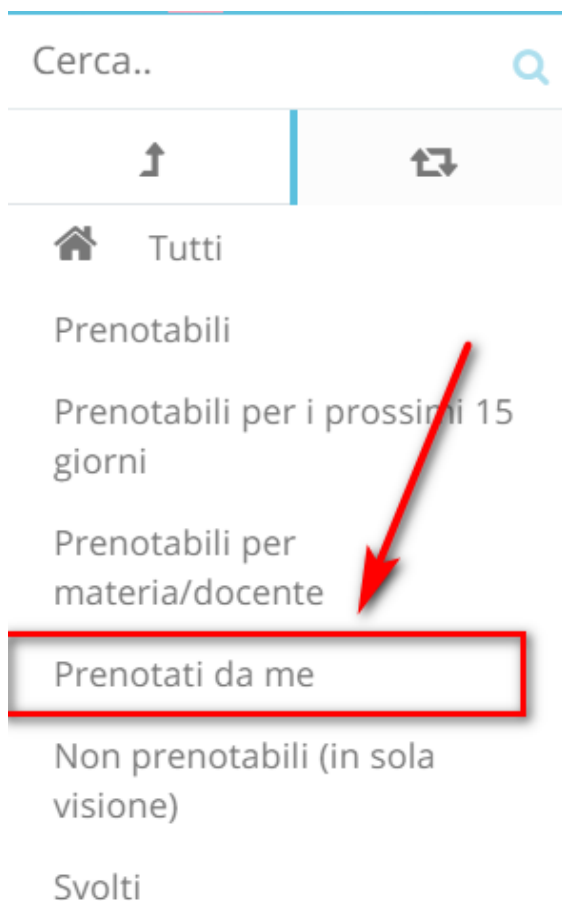 Cerca..
Tutti
Prenotabili
Prenotabili per i prossimi 15
giorni
Prenotabili per
materia/docente
Prenotati da me
Non prenotabili (in sola
visione)
Svolti